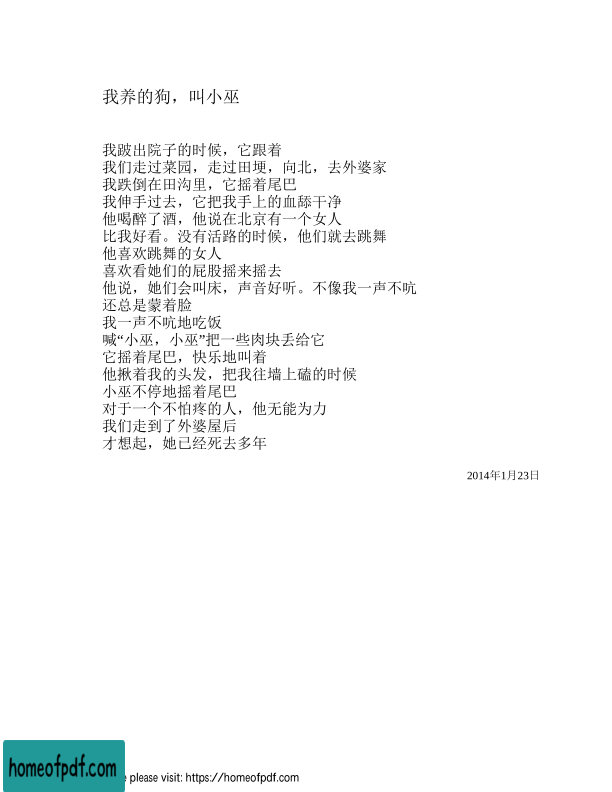 我养的狗，叫小巫
我跛出院子的时候，它跟着
我们走过菜园，走过田埂，向北，去外婆家
我跌倒在田沟里，它摇着尾巴
我伸手过去，它把我手上的血舔干净
他喝醉了酒，他说在北京有一个女人
比我好看。没有活路的时候，他们就去跳舞
他喜欢跳舞的女人
喜欢看她们的屁股摇来摇去
他说，她们会叫床，声音好听。不像我一声不吭
还总是蒙着脸
我一声不吭地吃饭
喊“小巫，小巫”把一些肉块丢给它
它摇着尾巴，快乐地叫着
他揪着我的头发，把我往墙上磕的时候
小巫不停地摇着尾巴
对于一个不怕疼的人，他无能为力
我们走到了外婆屋后
才想起，她已经死去多年
2014年1月23日
homeofpdf.com
please visit: https://homeofpdf.com